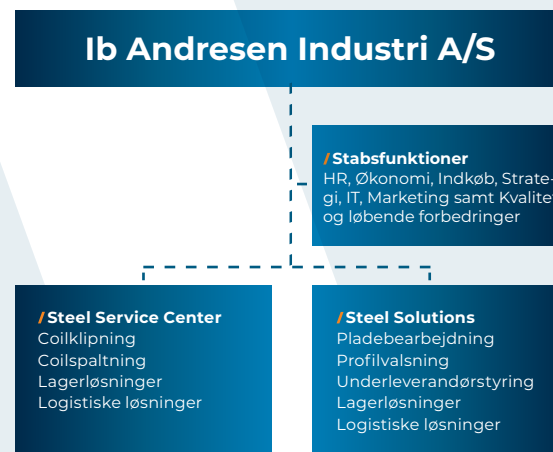 Ib Andresen Industri A/S
/Stabsfunktioner
HR, Økonomi, Indkøb, Strate-
gi, IT, Marketing samt Kvalitet
og løbende forbedringer
/Steel Service Center
Coilklipning
Coilspaltning
Lagerløsninger
Logistiske løsninger
/Steel Solutions
Pladebearbejdning
Profilvalsning
Underleverandørstyring
Lagerløsninger
Logistiske løsninger